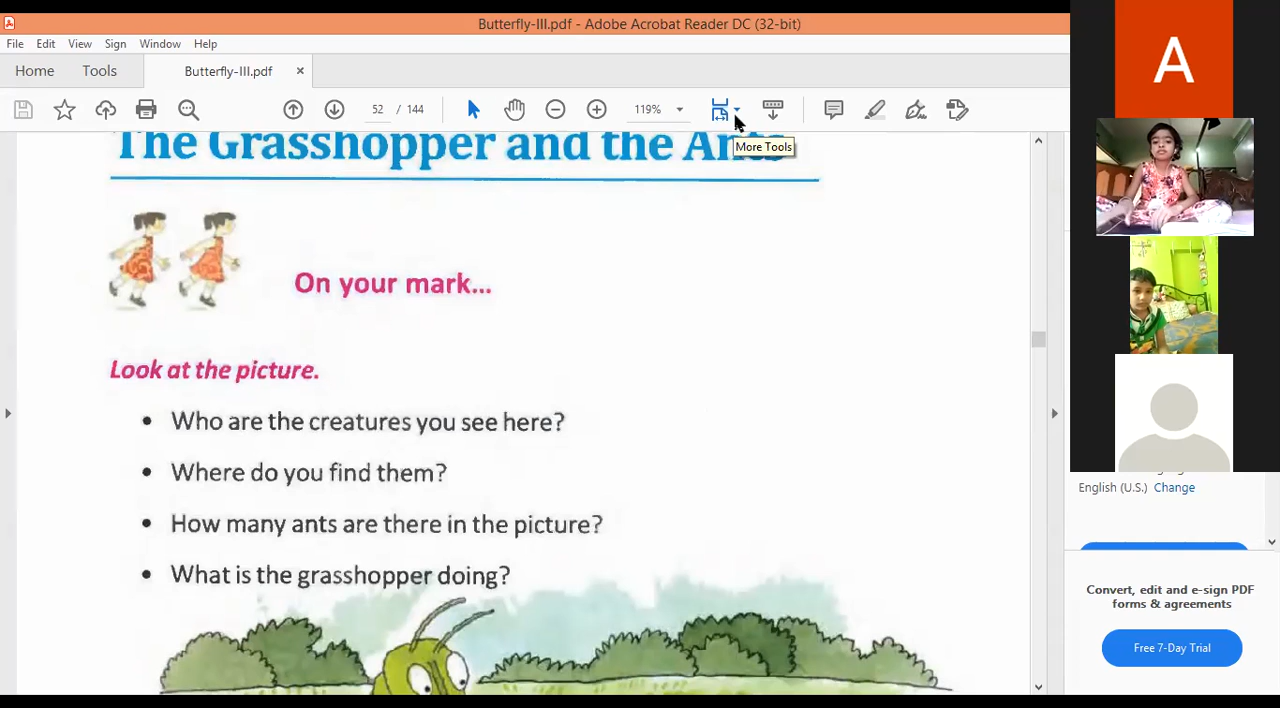 Butterfly-III.pdf - Adobe Acrobat Reader DC (32-bit)
File Edit View Sign Window Help
Home Tools Butterfly-III.pdf ×
52 / 144 119%
The Grasshopper and the Ants
More Tools
On your mark...
Look at the picture.
• Who are the creatures you see here?
• Where do you find them?
• How many ants are there in the picture?
• What is the grasshopper doing?
A
English (U.S.) Change
Convert, edit and e-sign PDF
forms & agreements
Free 7-Day Trial